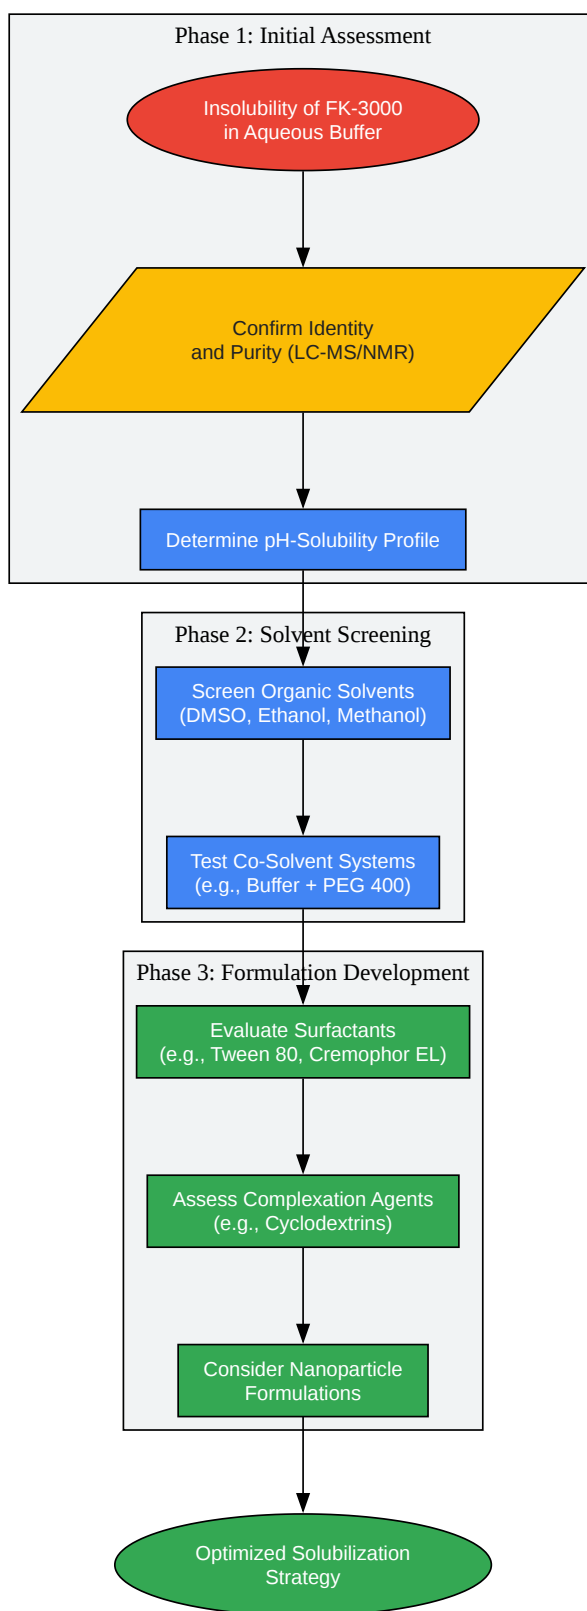 Phase 1: Initial Assessment
Insolubility of FK-3000
in Aqueous Buffer
Confirm Identity
and Purity (LC-MS/NMR)
Determine pH-Solubility Profile
Phase 2: Solvent Screening
Screen Organic Solvents
(DMSO, Ethanol, Methanol)
Test Co-Solvent Systems
(e.g., Buffer + PEG 400)
Phase 3: Formulation Development
Evaluate Surfactants
(e.g., Tween 80, Cremophor EL)
Assess Complexation Agents
(e.g., Cyclodextrins)
Consider Nanoparticle
Formulations
Optimized Solubilization
Strategy